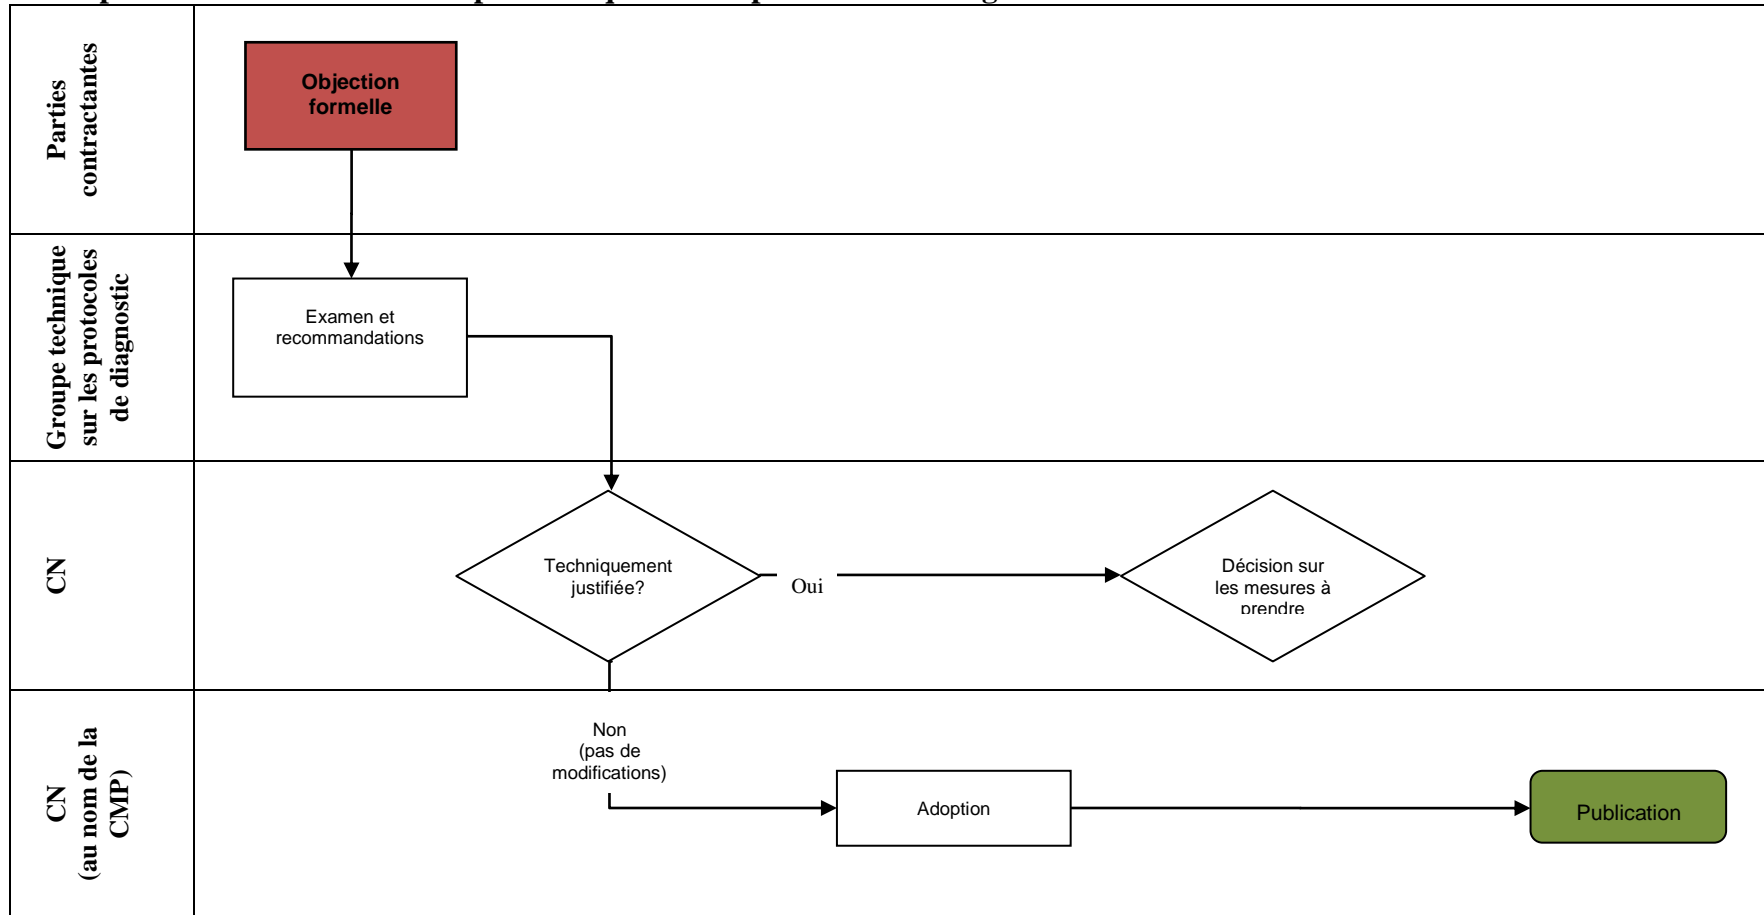 Parties
contractantes
Objection
formelle
Groupe technique
sur les protocoles
de diagnostic
Examen et
recommandations
CN
Techniquement
justifiée?
Oui
Décision sur
les mesures à
prendre
CN
(au nom de la
CMP)
Non
(pas de
modifications)
Adoption
Publication